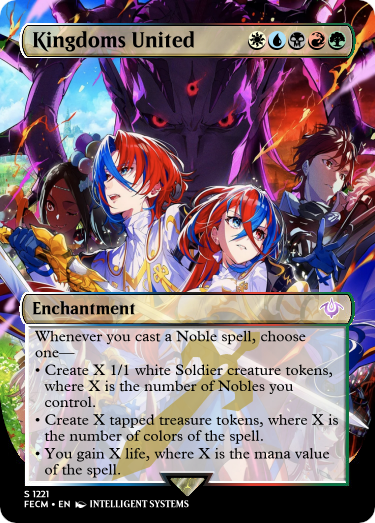 Kingdoms United
Enchantment
Whenever you cast a Noble spell, choose
one—
• Create X 1/1 white Soldier creature tokens,
where X is the number of Nobles you
control.
• Create X tapped treasure tokens, where X is
the number of colors of the spell.
• You gain X life, where X is the mana value
of the spell.
S 1221
FECM • EN INTELLIGENT SYSTEMS